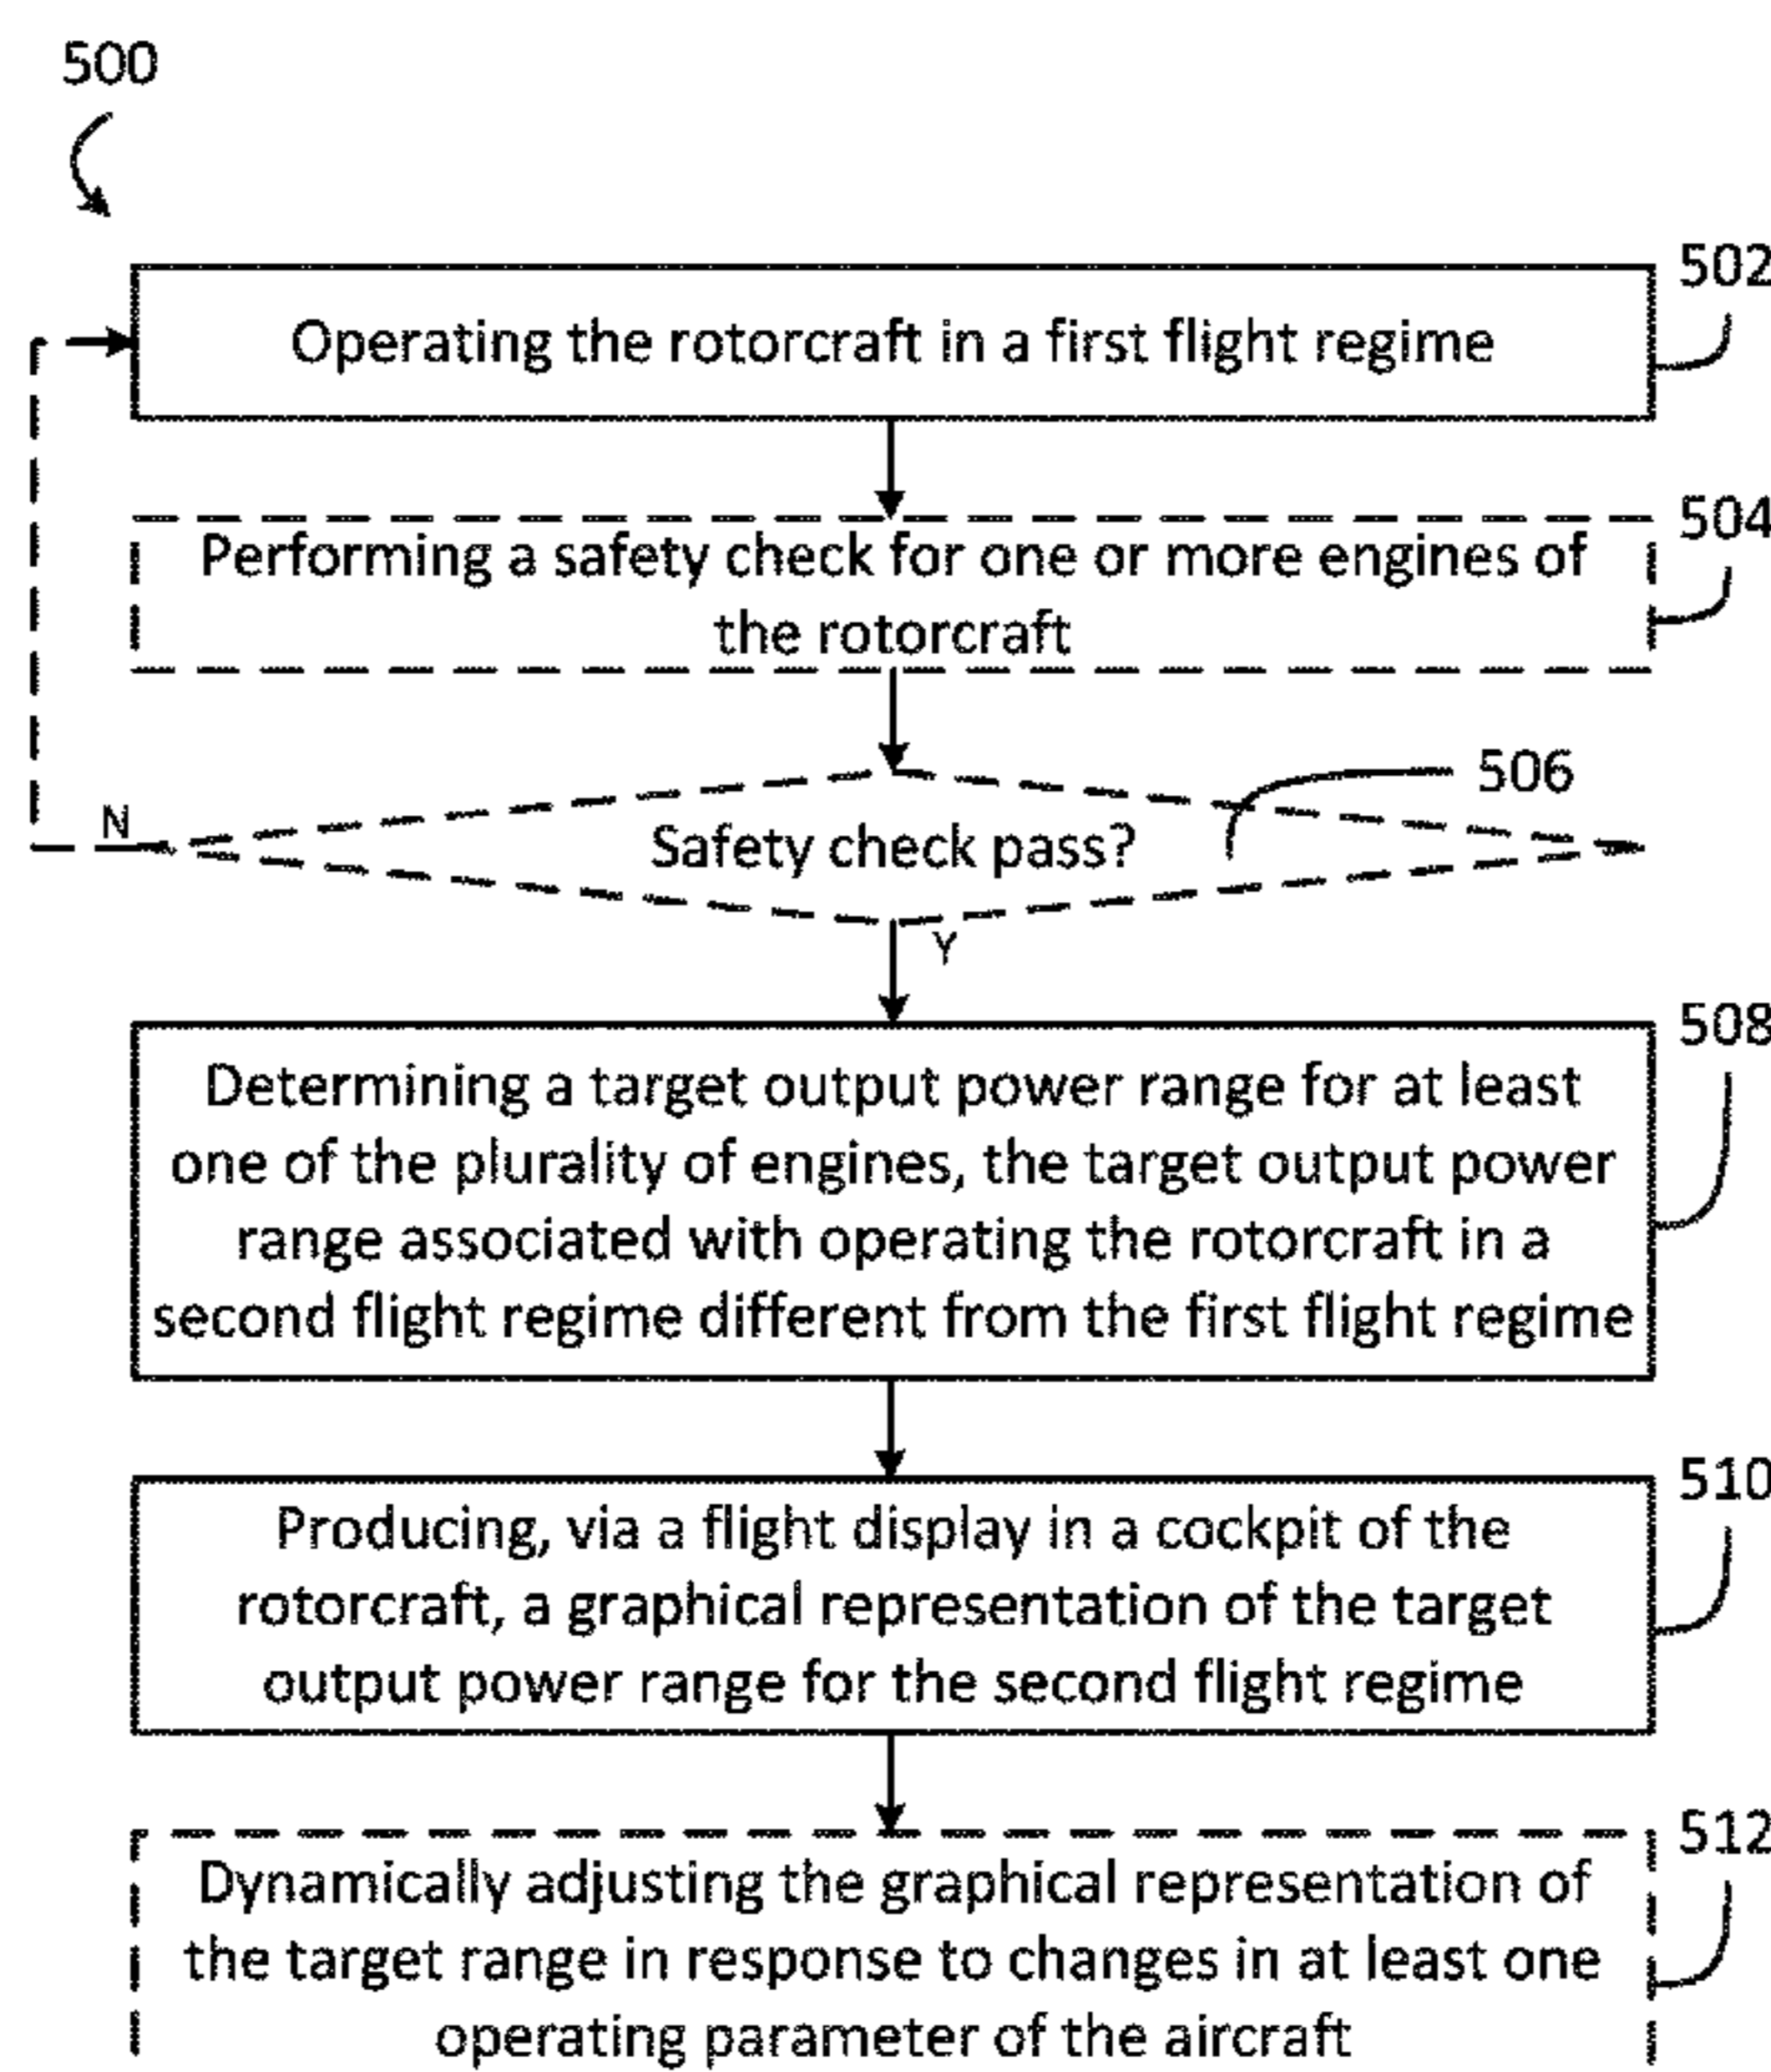 500
502
Operating the rotorcraft in a first flight regime
504
Performing a safety check for one or more engines of
the rotorcraft
506
N
Safety check pass?
Y
508
Determining a target output power range for at least
one of the plurality of engines, the target output power
range associated with operating the rotorcraft in a
second flight regime different from the first flight regime
510
Producing, via a flight display in a cockpit of the
rotorcraft, a graphical representation of the target
output power range for the second flight regime
512
Dynamically adjusting the graphical representation of
the target range in response to changes in at least one
operating parameter of the aircraft